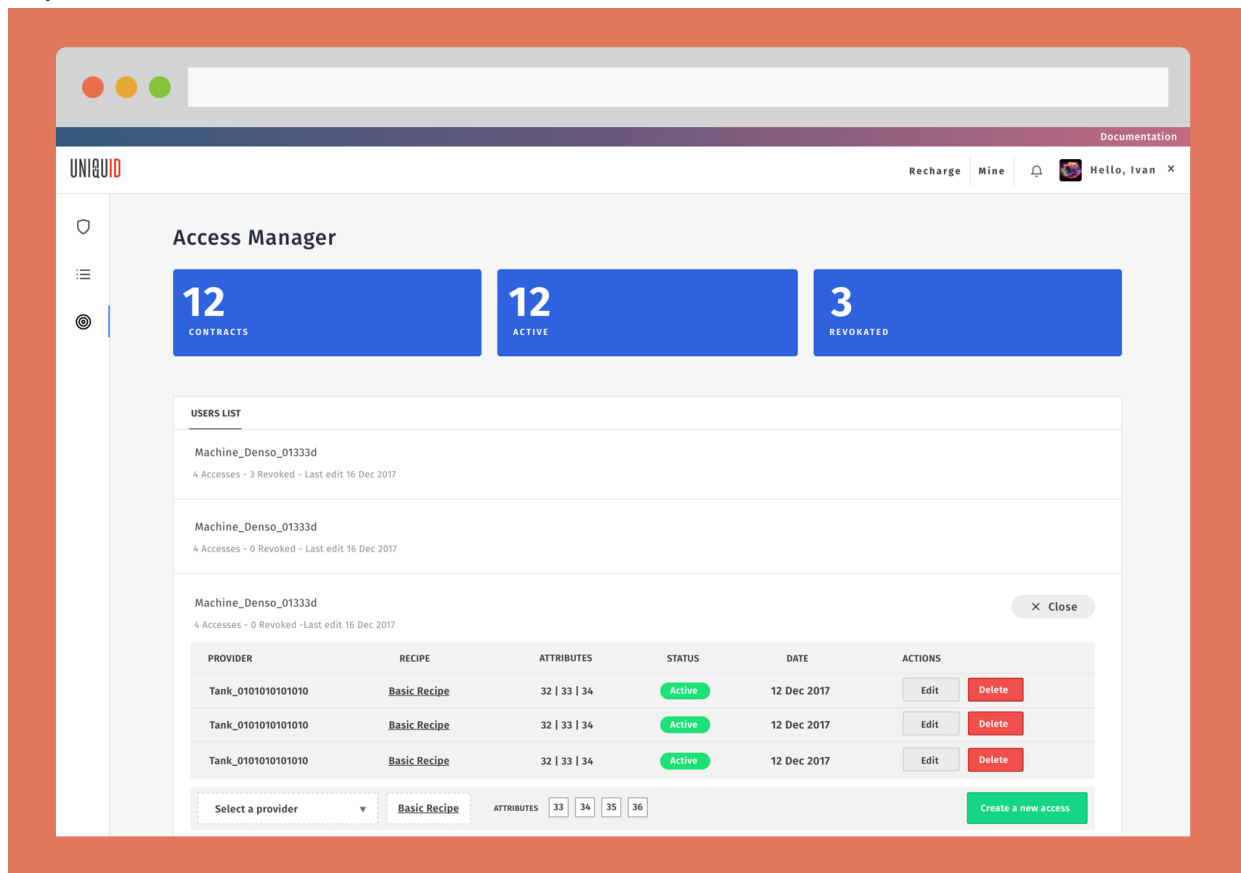 Documentation
UNIQUID
Recharge Mine Hello, Ivan ×
Access Manager
12
CONTRACTS
12
ACTIVE
3
REVOKATED
USERS LIST
Machine_Denso_01333d
4 Accesses - 3 Revoked - Last edit 16 Dec 2017
Machine_Denso_01333d
4 Accesses - 0 Revoked - Last edit 16 Dec 2017
Machine_Denso_01333d
× Close
4 Accesses - 0 Revoked -Last edit 16 Dec 2017
PROVIDER RECIPE ATTRIBUTES STATUS DATE ACTIONS
Tank_0101010101010 Basic Recipe 32 | 33 | 34 Active 12 Dec 2017 Edit Delete
Tank_0101010101010 Basic Recipe 32 | 33 | 34 Active 12 Dec 2017 Edit Delete
Tank_0101010101010 Basic Recipe 32 | 33 | 34 Active 12 Dec 2017 Edit Delete
Select a provider ▼ Basic Recipe ATTRIBUTES 33 34 35 36 Create a new access